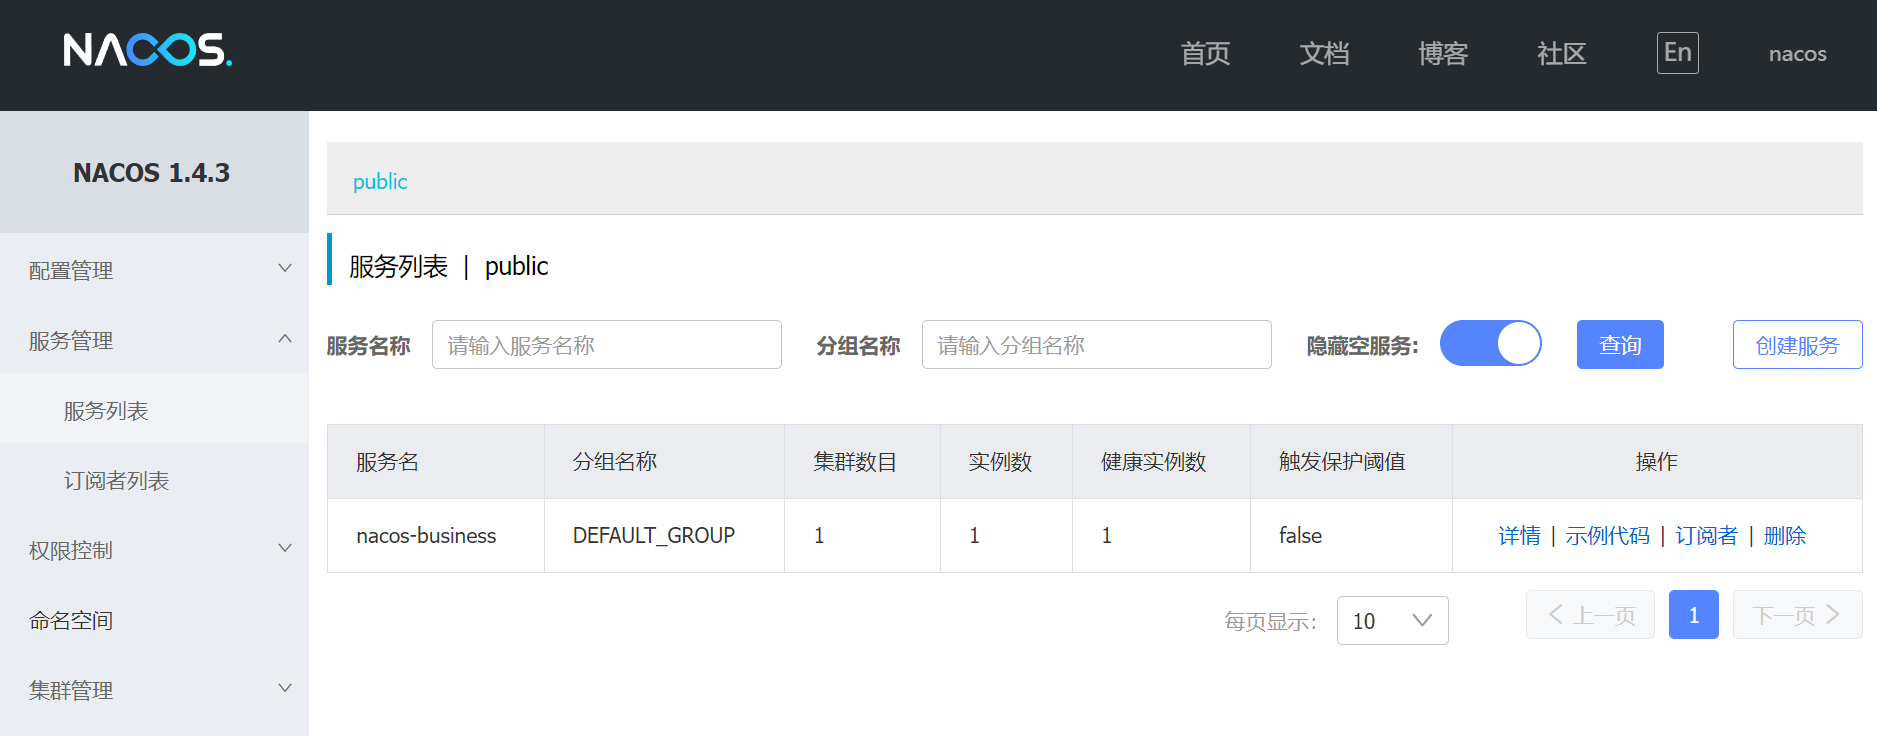 NACOS. 首页 文档 博客 社区 En nacos
NACOS 1.4.3
配置管理
服务管理
服务列表
订阅者列表
权限控制
命名空间
集群管理
public
服务列表 | public
服务名称 请输入服务名称 分组名称 请输入分组名称 隐藏空服务: 查询 创建服务
服务名 分组名称 集群数目 实例数 健康实例数 触发保护阈值 操作
nacos-business DEFAULT_GROUP 1 1 1 false 详情 | 示例代码 | 订阅者 | 删除
每页显示: 10 上一页 1 下一页